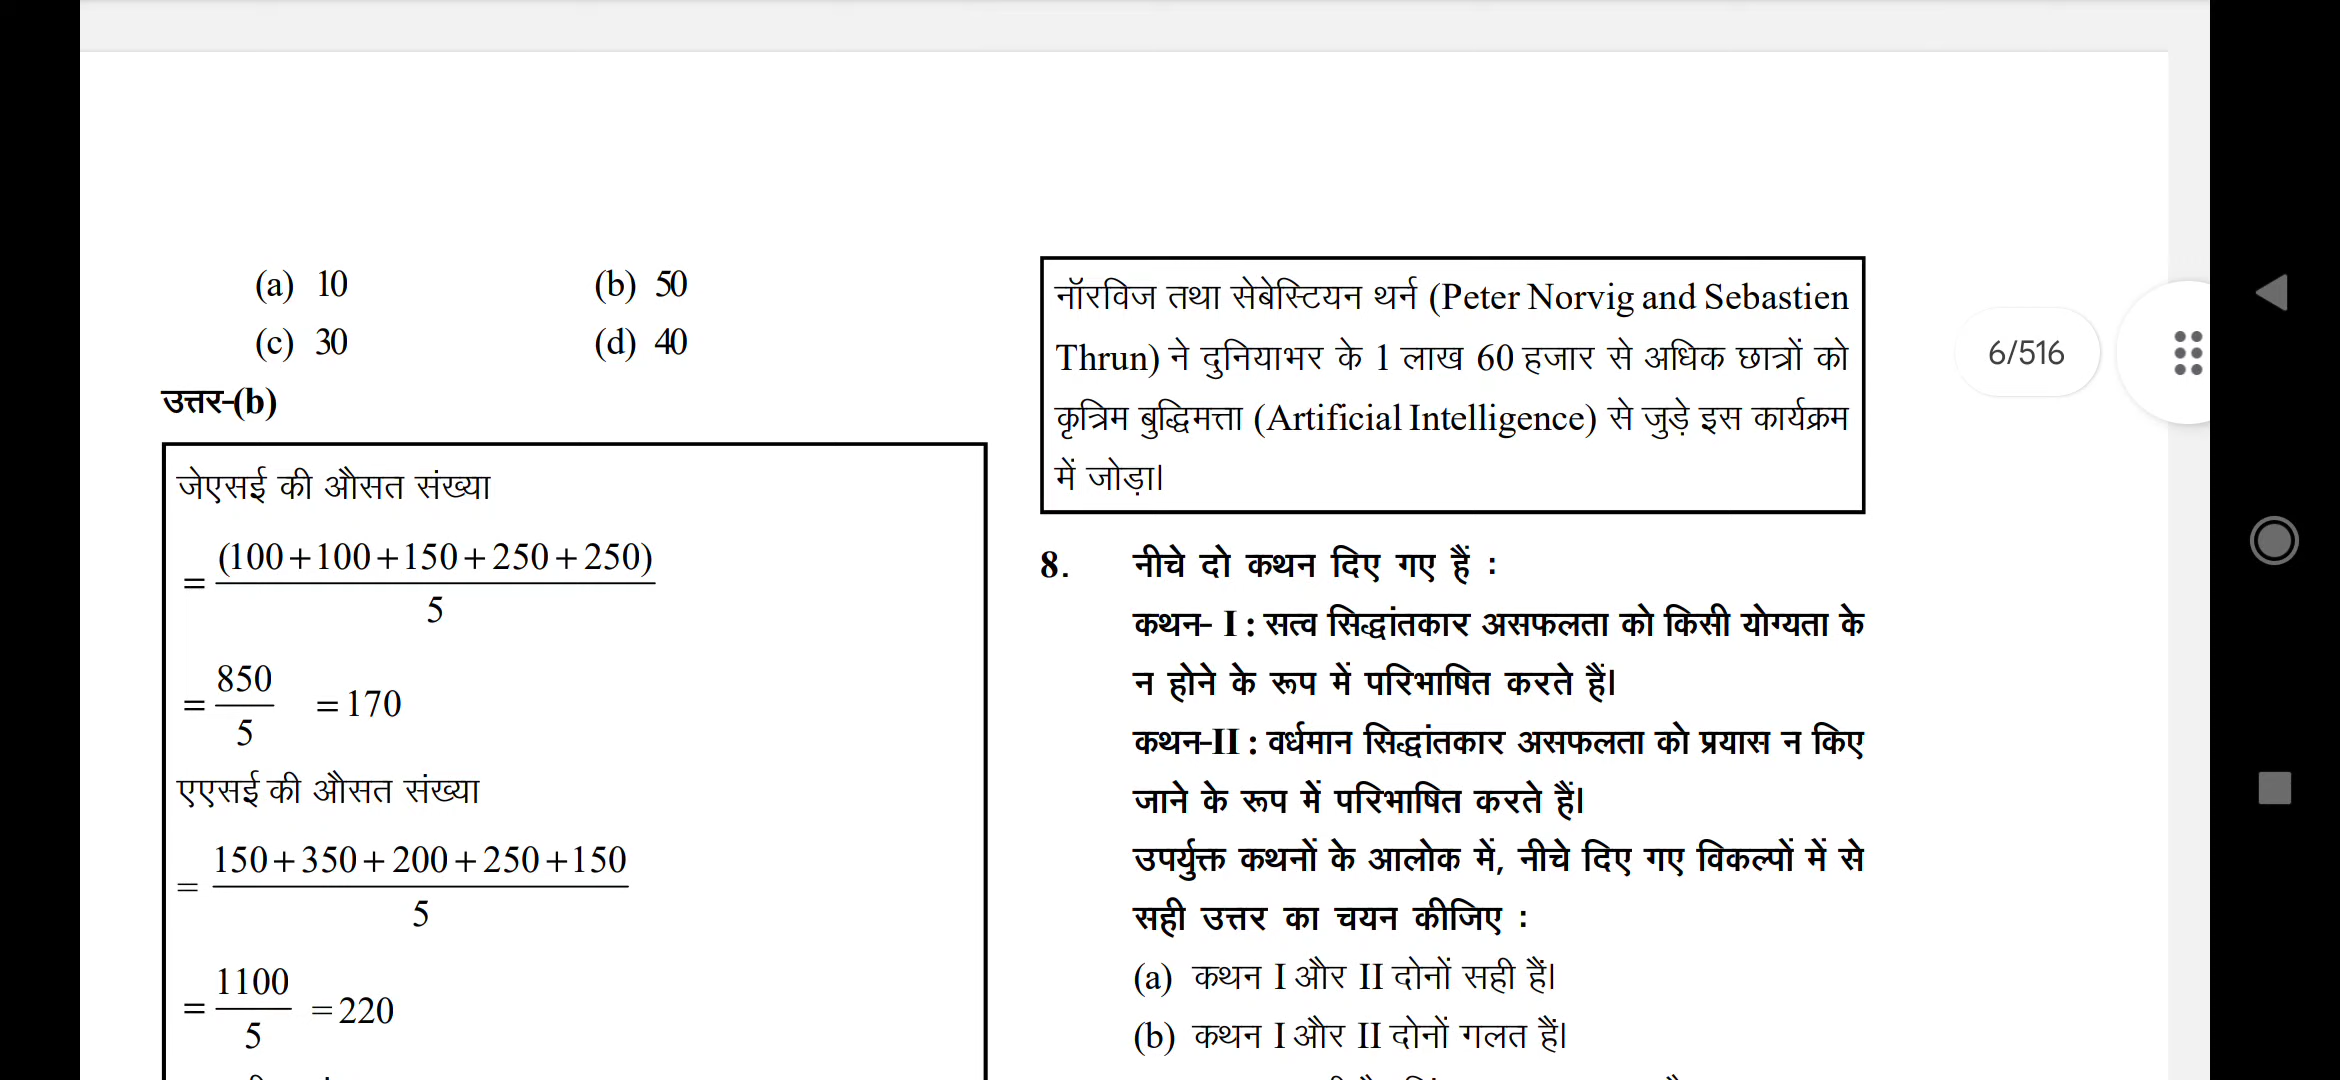 (a) 10 (b) 50
(c) 30 (d) 40
उत्तर-(b)
जेएसई की औसत संख्या
= (100+100+150+250+250)
5
= 850 = 170
5
एएसई की औसत संख्या
= 150+350+200+250+150
5
= 1100 = 220
5
नॉरविज तथा सेबेस्टियन थर्न (Peter Norvig and Sebastien
Thrun) ने दुनियाभर के 1 लाख 60 हजार से अधिक छात्रों को
कृत्रिम बुद्धिमत्ता (Artificial Intelligence) से जुड़े इस कार्यक्रम
में जोड़ा।
8. नीचे दो कथन दिए गए हैं :
कथन- I : सत्व सिद्धांतकार असफलता को किसी योग्यता के
न होने के रूप में परिभाषित करते हैं।
कथन-II : वर्धमान सिद्धांतकार असफलता को प्रयास न किए
जाने के रूप में परिभाषित करते हैं।
उपर्युक्त कथनों के आलोक में, नीचे दिए गए विकल्पों में से
सही उत्तर का चयन कीजिए :
(a) कथन I और II दोनों सही हैं।
(b) कथन I और II दोनों गलत हैं।
6/516